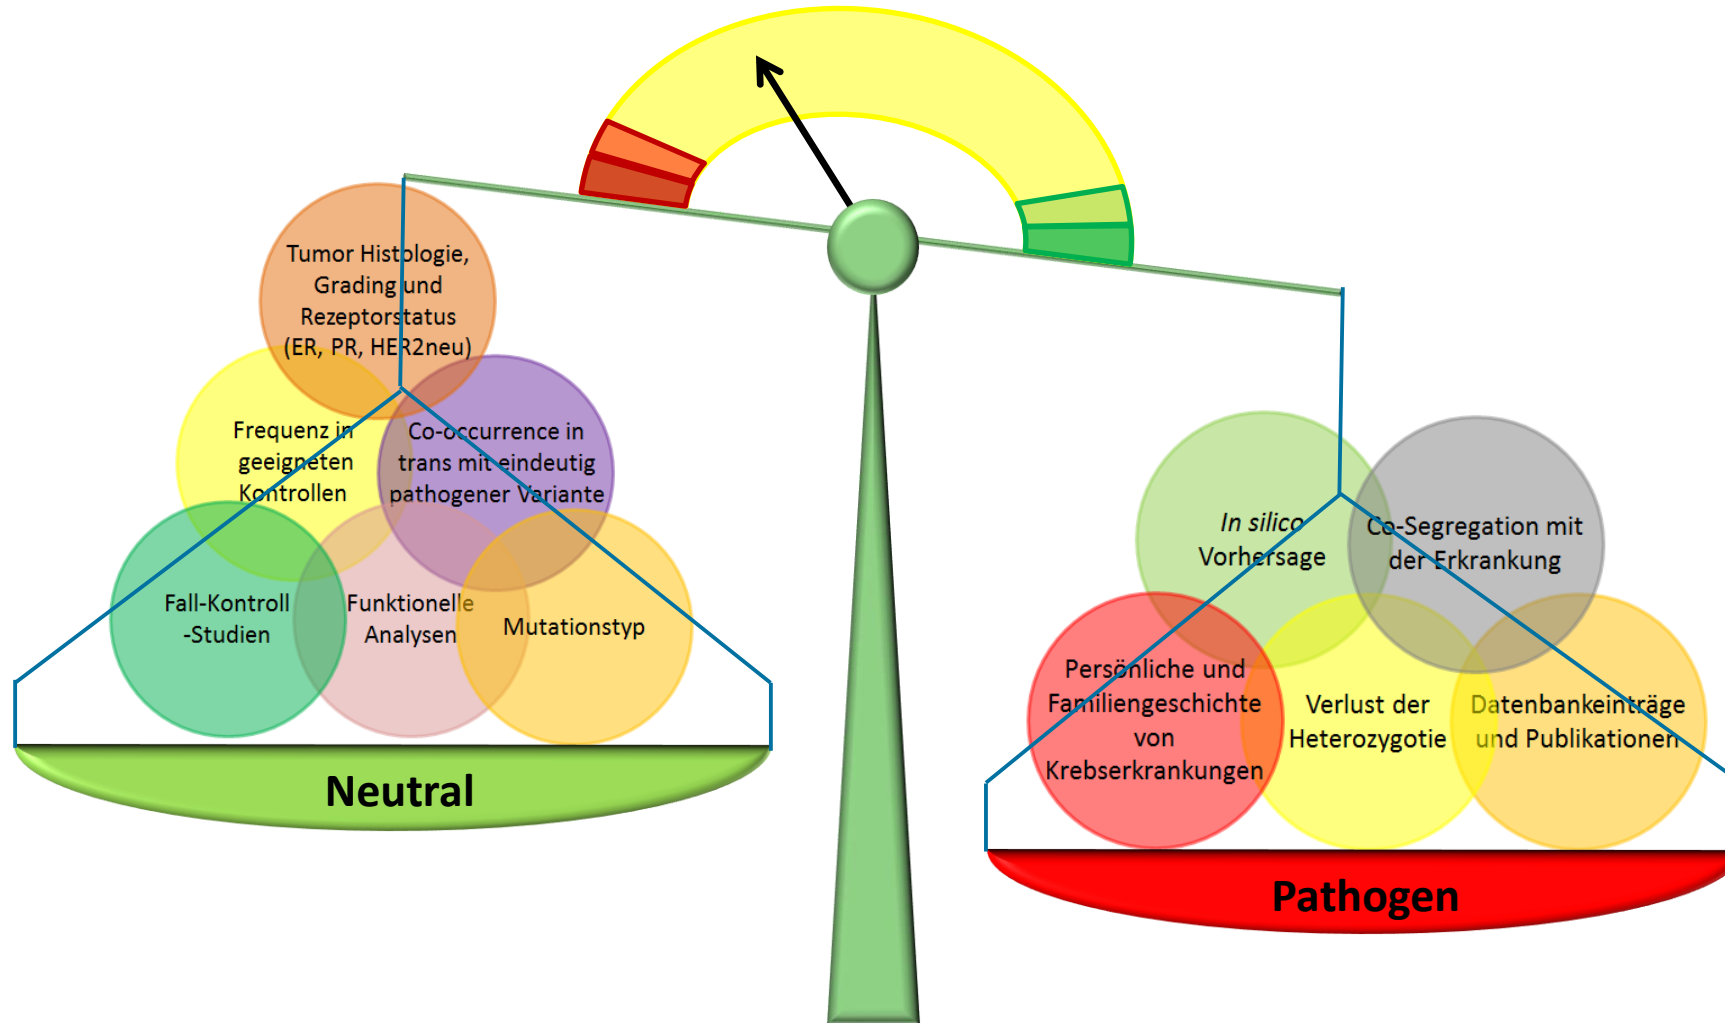 Tumor Histologie,
Grading und
Rezeptorstatus
(ER, PR, HER2neu)
Frequenz in
geeigneten
Kontrollen
Co-occurrence in
trans mit eindeutig
pathogener Variante
Fall-Kontroll
-Studien
Funktionelle
Analysen
Mutationstyp
Neutral
In silico
Vorhersage
Co-Segregation mit
der Erkrankung
Persönliche und
Familiengeschichte
von
Krebserkrankungen
Verlust der
Heterozygotie
Datenbankeinträge
und Publikationen
Pathogen